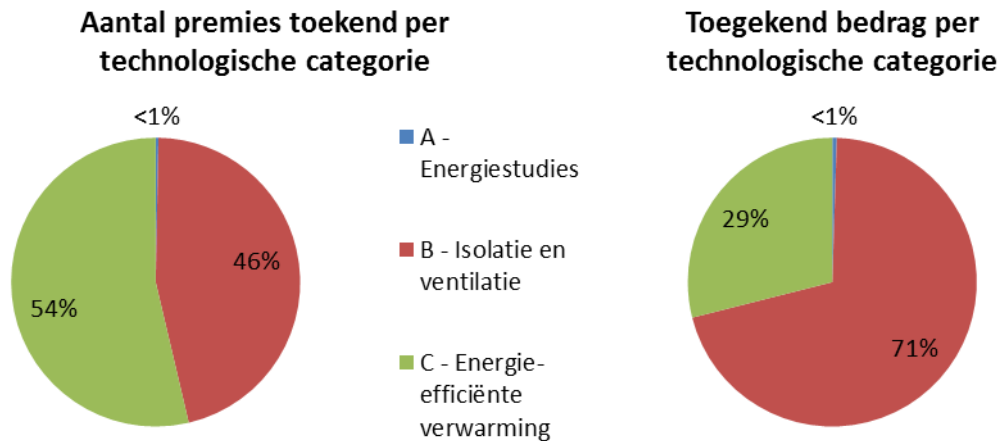 Aantal premies toekend per
technologische categorie
<1%
46%
54%
A -
Energiestudies
B - Isolatie en
ventilatie
C - Energie-
efficiënte
verwarming
Toegekend bedrag per
technologische categorie
<1%
29%
71%